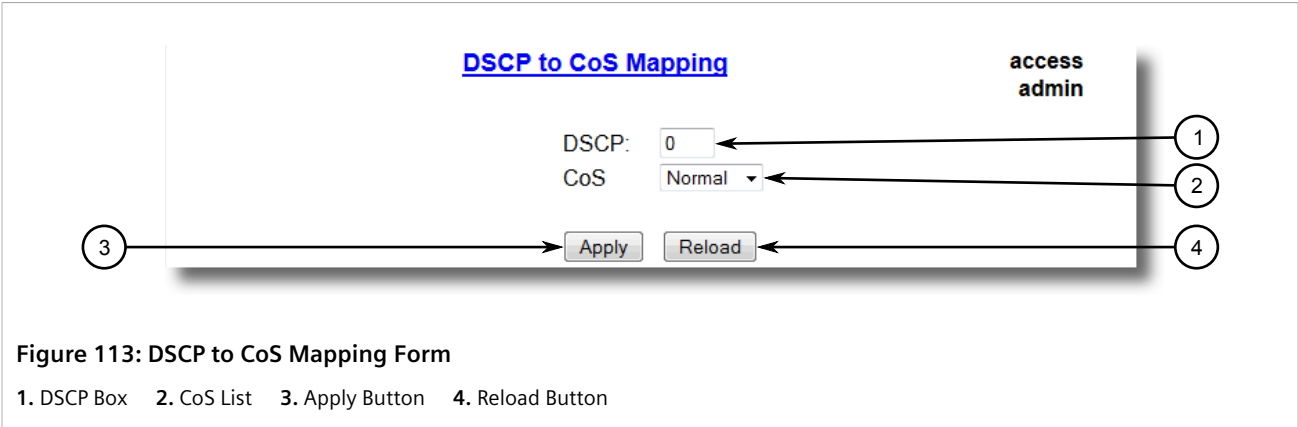 DSCP to CoS Mapping
access
admin
DSCP: 0
1
CoS Normal
2
3
Apply Reload
4
Figure 113: DSCP to CoS Mapping Form
1. DSCP Box 2. CoS List 3. Apply Button 4. Reload Button